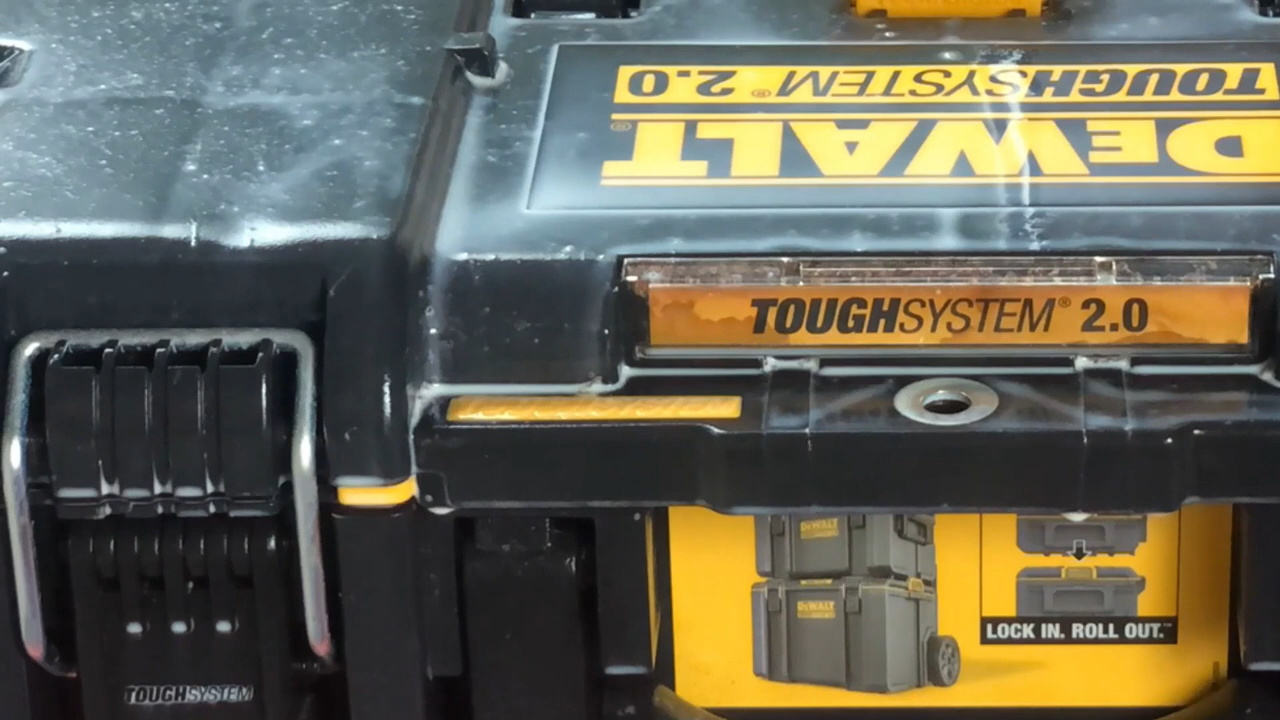 TOUGHSYSTEM® 2.0
DEWALT®
TOUGHSYSTEM® 2.0
DEWALT
DEWALT
LOCK IN. ROLL OUT.™
TOUGHSYSTEM